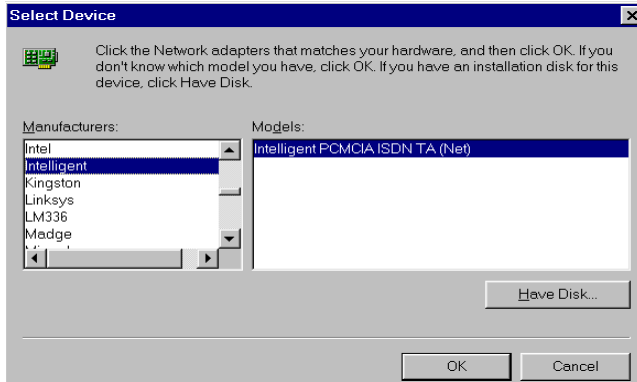 Select Device
Click the Network adapters that matches your hardware, and then click OK. If you
don't know which model you have, click OK. If you have an installation disk for this
device, click Have Disk.
Manufacturers:
Models:
Intel
Intelligent
Kingston
Linksys
LM336
Madge
Intelligent PCMCIA ISDN TA (Net)
Have Disk...
OK
Cancel